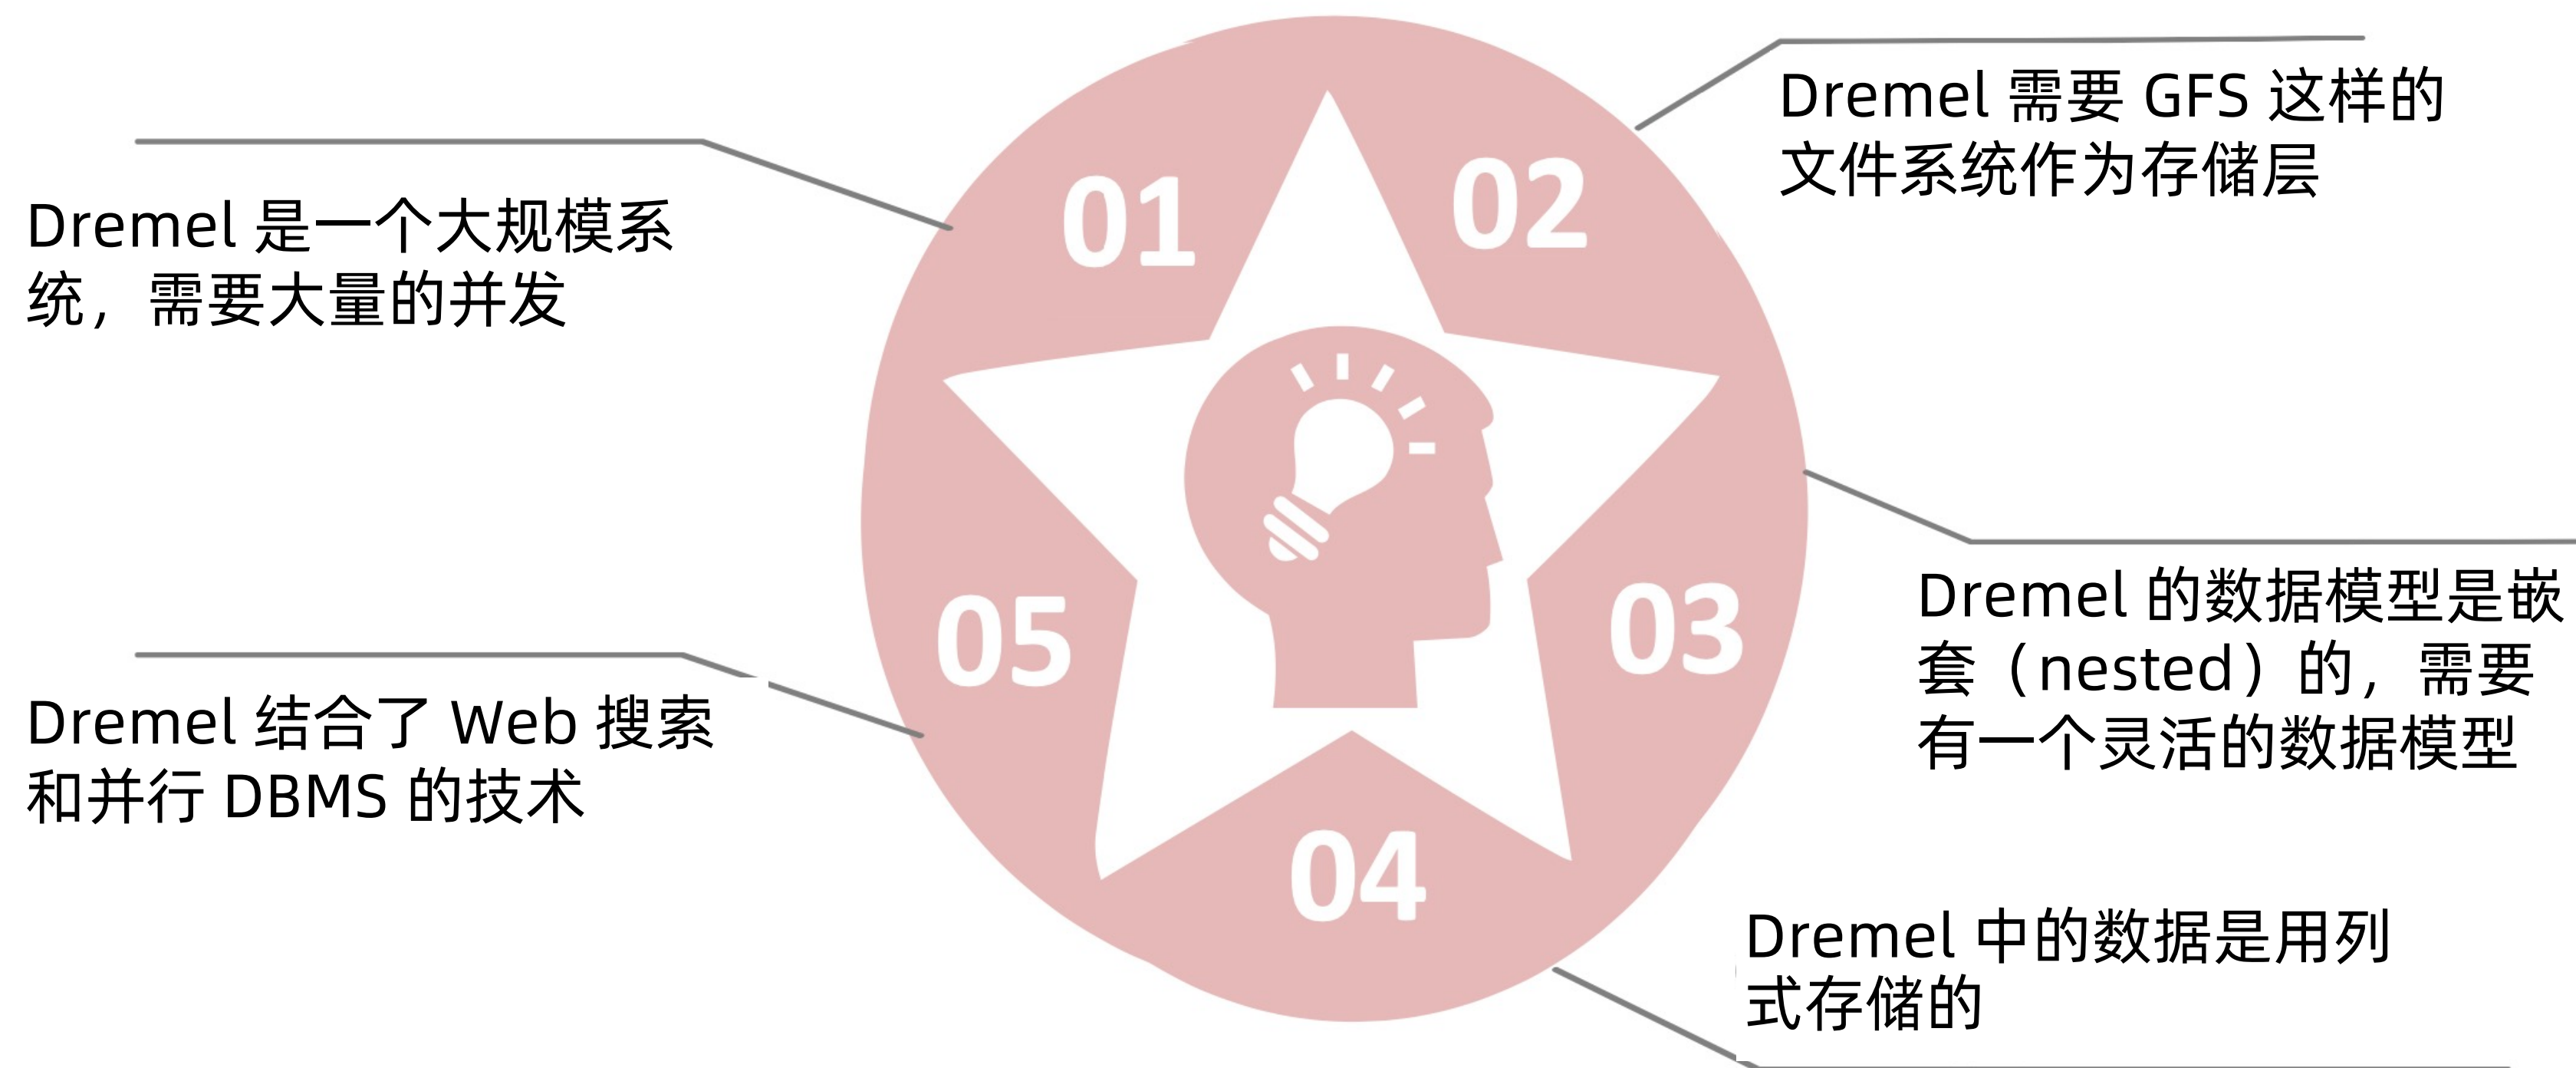 01
Dremel 是一个大规模系
统，需要大量的并发
02
Dremel 需要 GFS 这样的
文件系统作为存储层
03
Dremel 的数据模型是嵌
套（nested）的，需要
有一个灵活的数据模型
04
Dremel 中的数据是用列
式存储的
05
Dremel 结合了 Web 搜索
和并行 DBMS 的技术